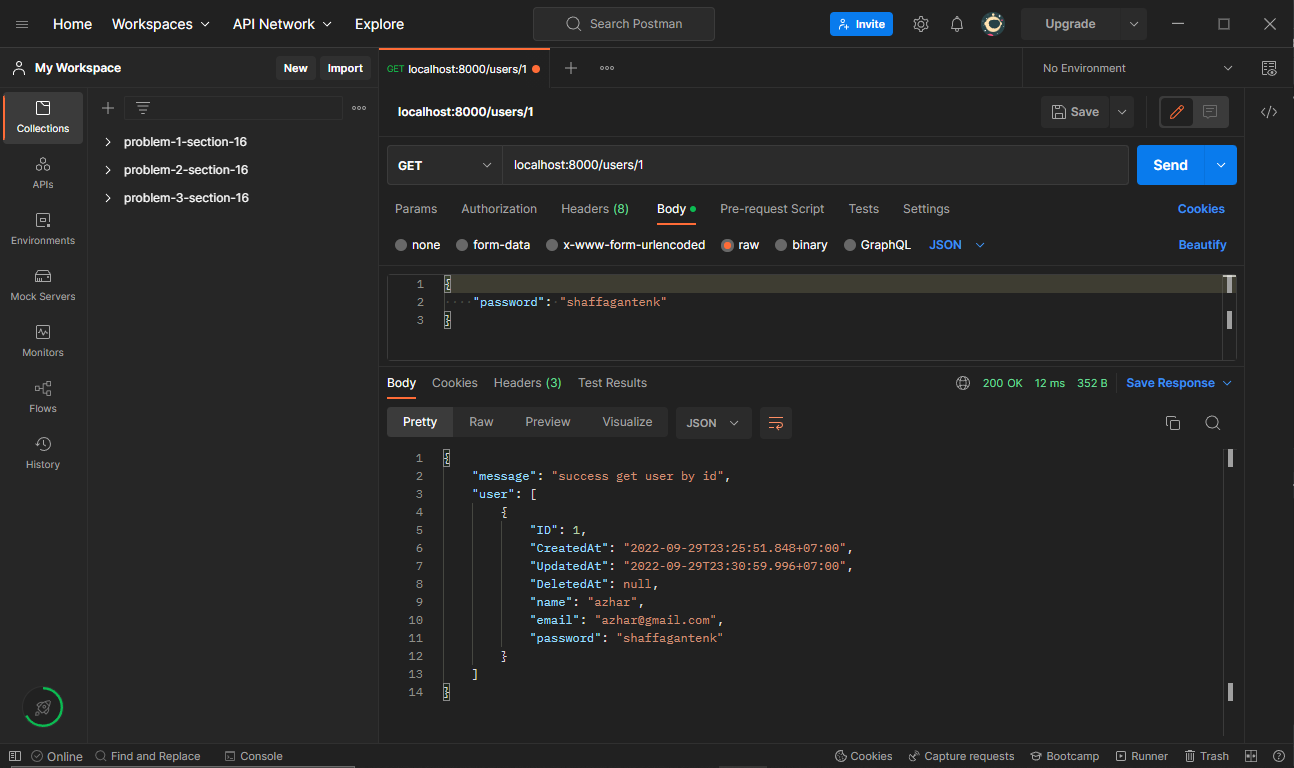 Home Workspaces API Network Explore Search Postman Invite Upgrade
My Workspace New Import GET localhost:8000/users/1 No Environment
Collections
APIs
Environments
Mock Servers
Monitors
Flows
History
problem-1-section-16
problem-2-section-16
problem-3-section-16
localhost:8000/users/1 Save
GET localhost:8000/users/1 Send
Params Authorization Headers (8) Body Pre-request Script Tests Settings Cookies
none form-data x-www-form-urlencoded raw binary GraphQL JSON Beautify
1 {
2 "password": "shaffagantenk"
3 }
Body Cookies Headers (3) Test Results 200 OK 12 ms 352 B Save Response
Pretty Raw Preview Visualize JSON
1 {
2 "message": "success get user by id",
3 "user": [
4 {
5 "ID": 1,
6 "CreatedAt": "2022-09-29T23:25:51.848+07:00",
7 "UpdatedAt": "2022-09-29T23:30:59.996+07:00",
8 "DeletedAt": null,
9 "name": "azhar",
10 "email": "azhar@gmail.com",
11 "password": "shaffagantenk"
12 }
13 ]
14 }
Online Find and Replace Console Cookies Capture requests Bootcamp Runner Trash